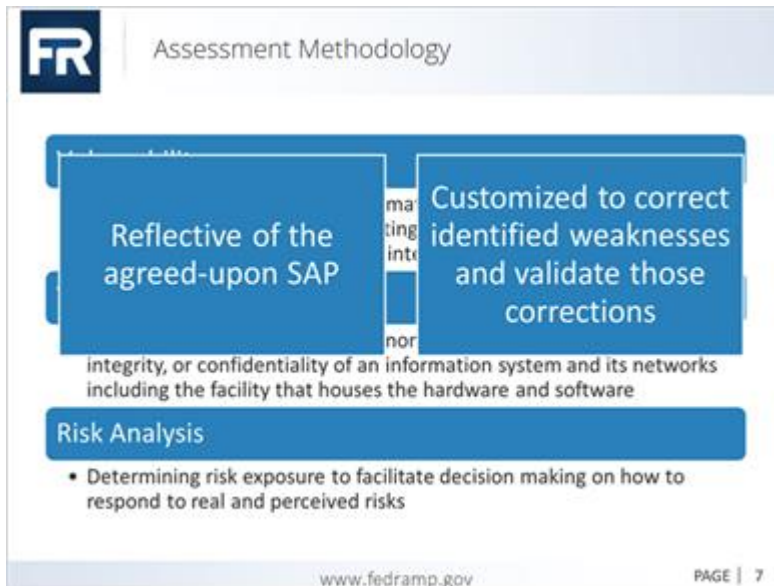 FR
Assessment Methodology
Reflective of the
agreed-upon SAP
Customized to correct
identified weaknesses
and validate those
corrections
integrity, or confidentiality of an information system and its networks
including the facility that houses the hardware and software
Risk Analysis
• Determining risk exposure to facilitate decision making on how to
respond to real and perceived risks
www.fedramp.gov
PAGE | 7